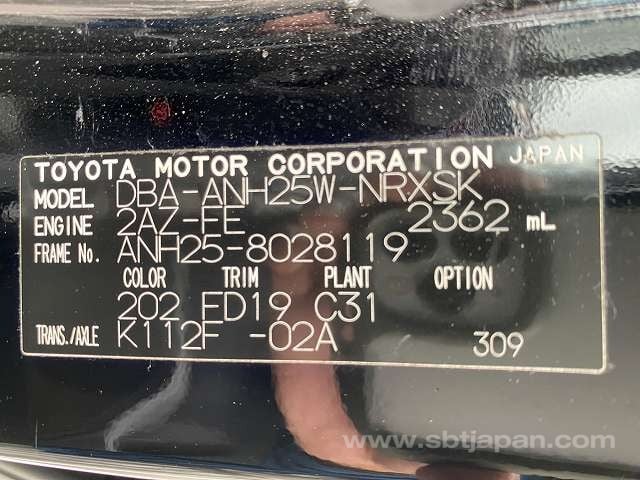 TOYOTA MOTOR CORPORATION JAPAN
MODEL DBA-ANH25W-NRXSK
ENGINE 2AZ-FE 2362 mL
FRAME No. ANH25-8028119
COLOR TRIM PLANT OPTION
202 FD19 C31
TRANS./AXLE K112F -02A 309
www.sbtjapan.com